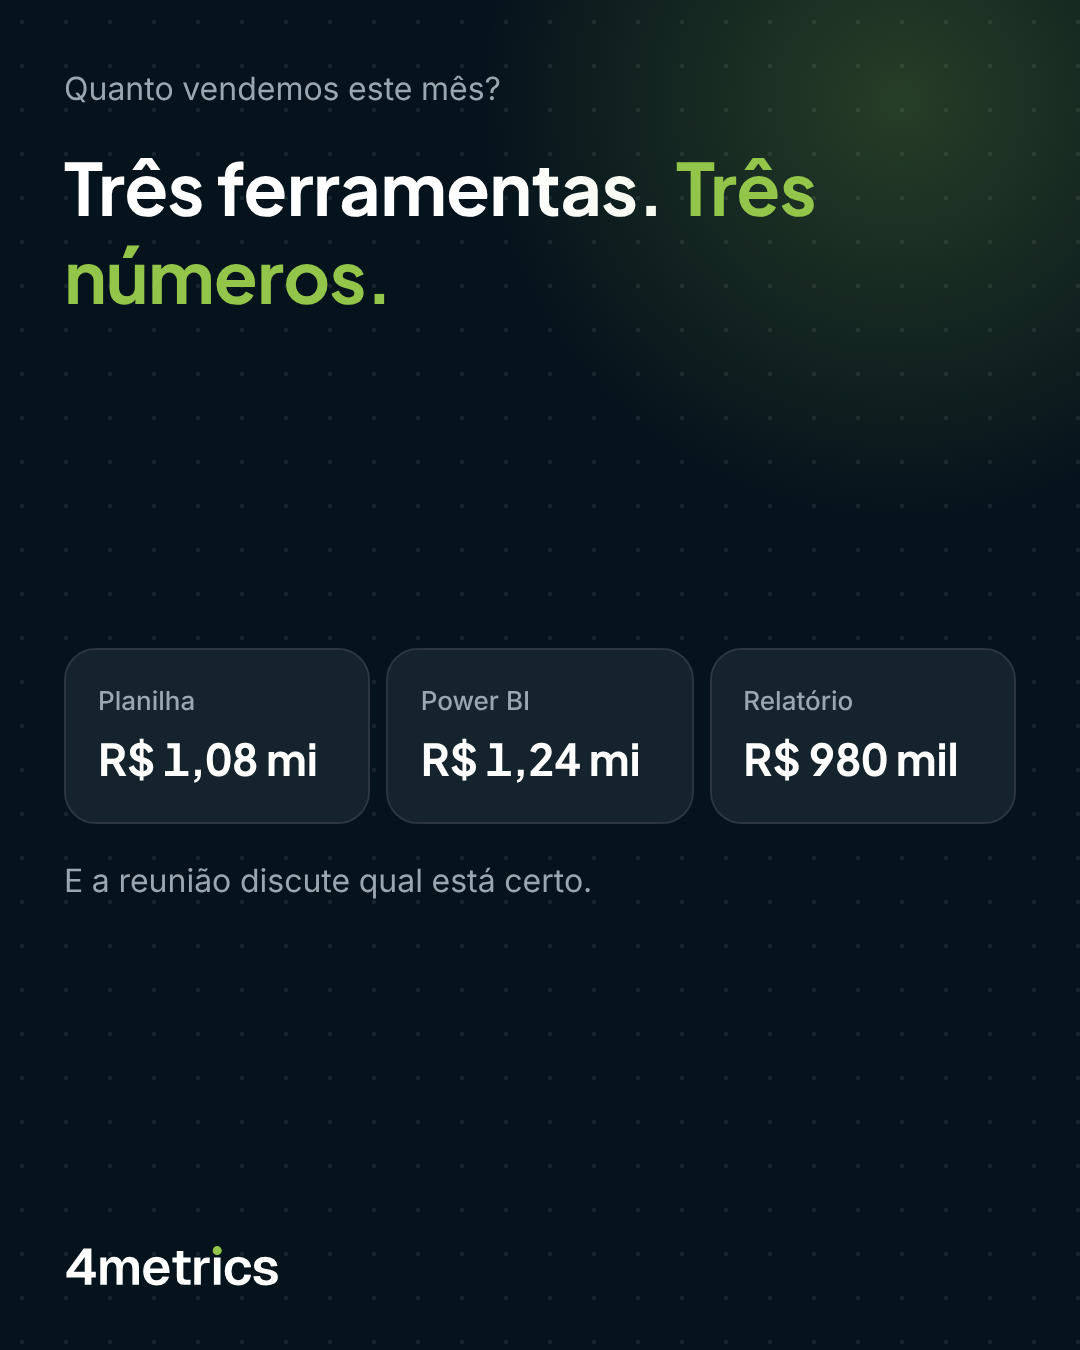 Quanto vendemos este mês?
Três ferramentas. Três
números.
Planilha
R$ 1,08 mi
Power BI
R$ 1,24 mi
Relatório
R$ 980 mil
E a reunião discute qual está certo.
4metrics